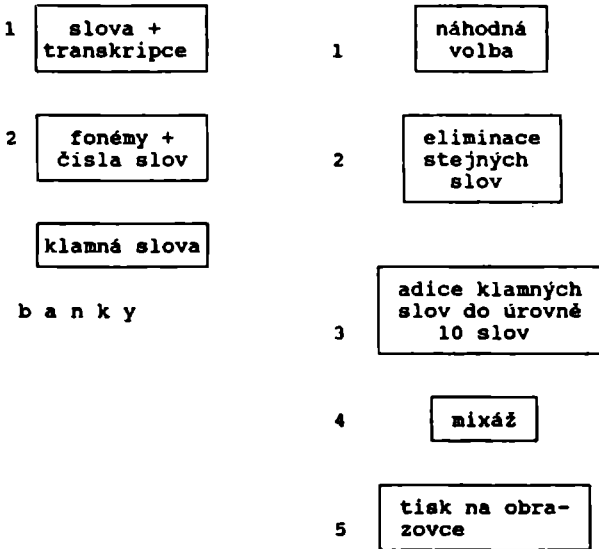 1 slova +
transkripce
2 fonémy +
čísla slov
klamná slova
b a n k y
1 náhodná
volba
2 eliminace
stejných
slov
3 adice klamných
slov do úrovně
10 slov
4 mixáž
5 tisk na obra-
zovce